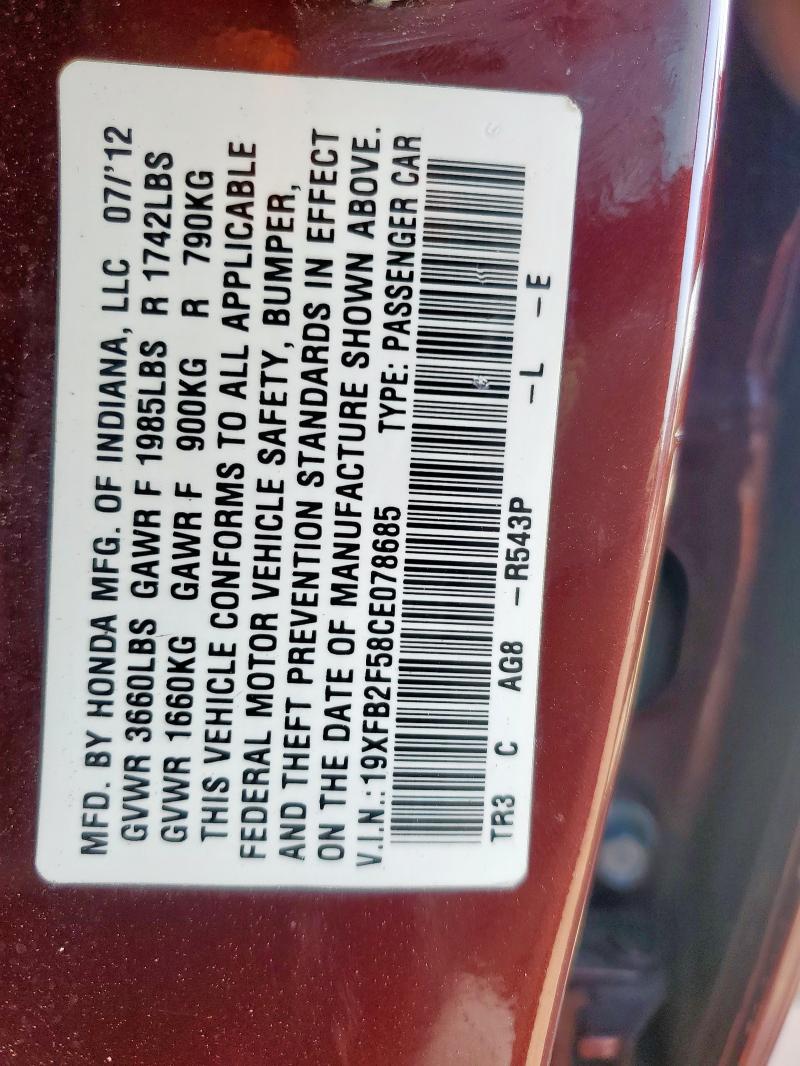 MFD. BY HONDA MFG. OF INDIANA, LLC 07/'12
GVWR 3660LBS GAWR F 1985LBS R 1742LBS
GVWR 1660KG GAWR F 900KG R 790KG
THIS VEHICLE CONFORMS TO ALL APPLICABLE
FEDERAL MOTOR VEHICLE SAFETY, BUMPER,
AND THEFT PREVENTION STANDARDS IN EFFECT
ON THE DATE OF MANUFACTURE SHOWN ABOVE.
V.I.N.:19XFB2F58CE078685 TYPE: PASSENGER CAR
TR3 C AG8 -R543P -L -E